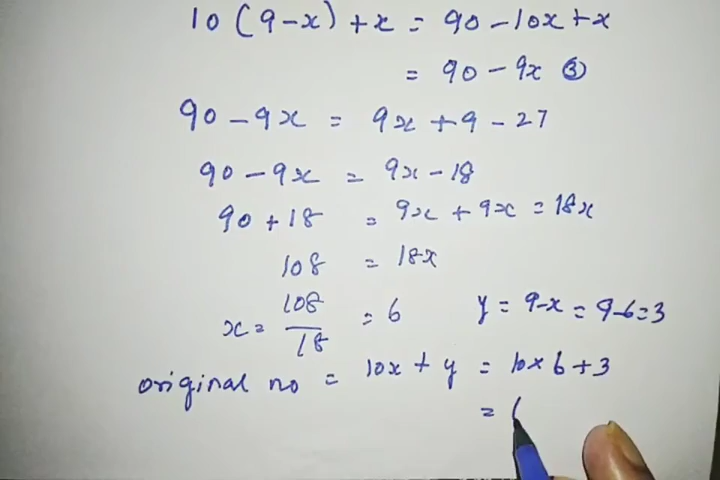 10 (9-x) + x = 90 - 10x + x
= 90 - 9x ③
90 - 9x = 9x + 9 - 27
90 - 9x = 9x - 18
90 + 18 = 9x + 9x = 18x
108 = 18x
x = 108/18 = 6 y = 9-x = 9-6=3
original no = 10x + y = 10×6+3
= (